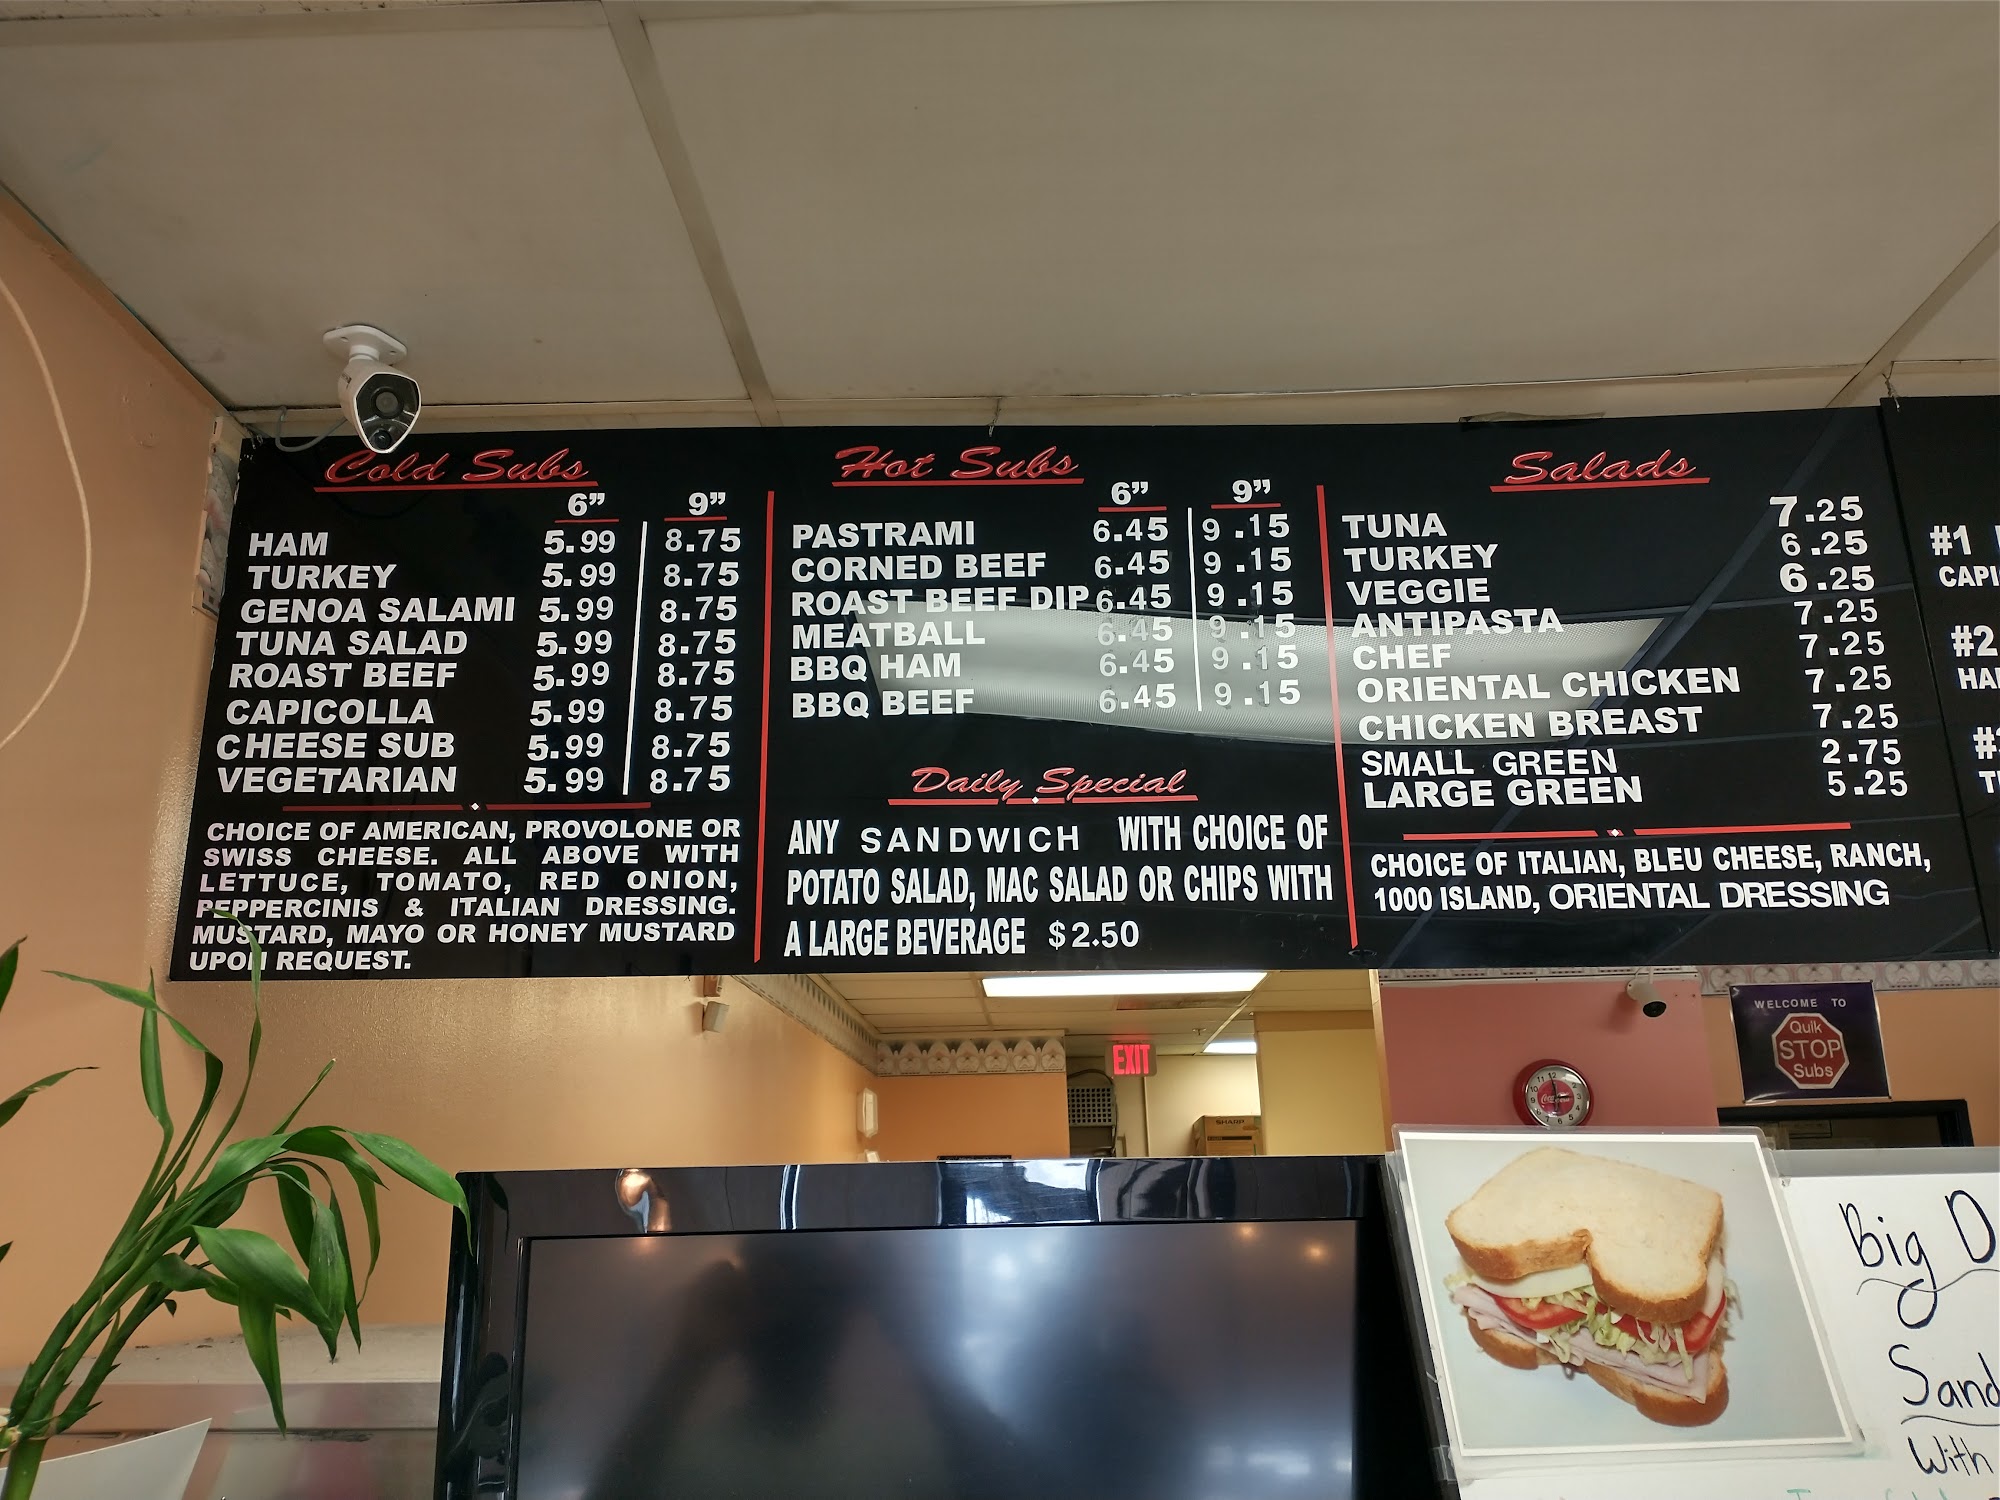 Cold Subs
6” 9”
HAM 5.99 8.75
TURKEY 5.99 8.75
GENOA SALAMI 5.99 8.75
TUNA SALAD 5.99 8.75
ROAST BEEF 5.99 8.75
CAPICOLLA 5.99 8.75
CHEESE SUB 5.99 8.75
VEGETARIAN 5.99 8.75
CHOICE OF AMERICAN, PROVOLONE OR
SWISS CHEESE. ALL ABOVE WITH
LETTUCE, TOMATO, RED ONION,
PEPPERCINIS & ITALIAN DRESSING.
MUSTARD, MAYO OR HONEY MUSTARD
UPON REQUEST.
Hot Subs
6” 9”
PASTRAMI 6.45 9.15
CORNED BEEF 6.45 9.15
ROAST BEEF DIP 6.45 9.15
MEATBALL 6.45 9.15
BBQ HAM 6.45 9.15
BBQ BEEF 6.45 9.15
Daily Special
ANY SANDWICH WITH CHOICE OF
POTATO SALAD, MAC SALAD OR CHIPS WITH
A LARGE BEVERAGE $2.50
Salads
TUNA 7.25
TURKEY 6.25
VEGGIE 6.25
ANTIPASTA 7.25
CHEF 7.25
ORIENTAL CHICKEN 7.25
CHICKEN BREAST 7.25
SMALL GREEN 2.75
LARGE GREEN 5.25
CHOICE OF ITALIAN, BLEU CHEESE, RANCH,
1000 ISLAND, ORIENTAL DRESSING
#1
CAPI
#2
HA
EXIT
SHARP
WELCOME TO
Quik
STOP
Subs
Big D
Sand
With